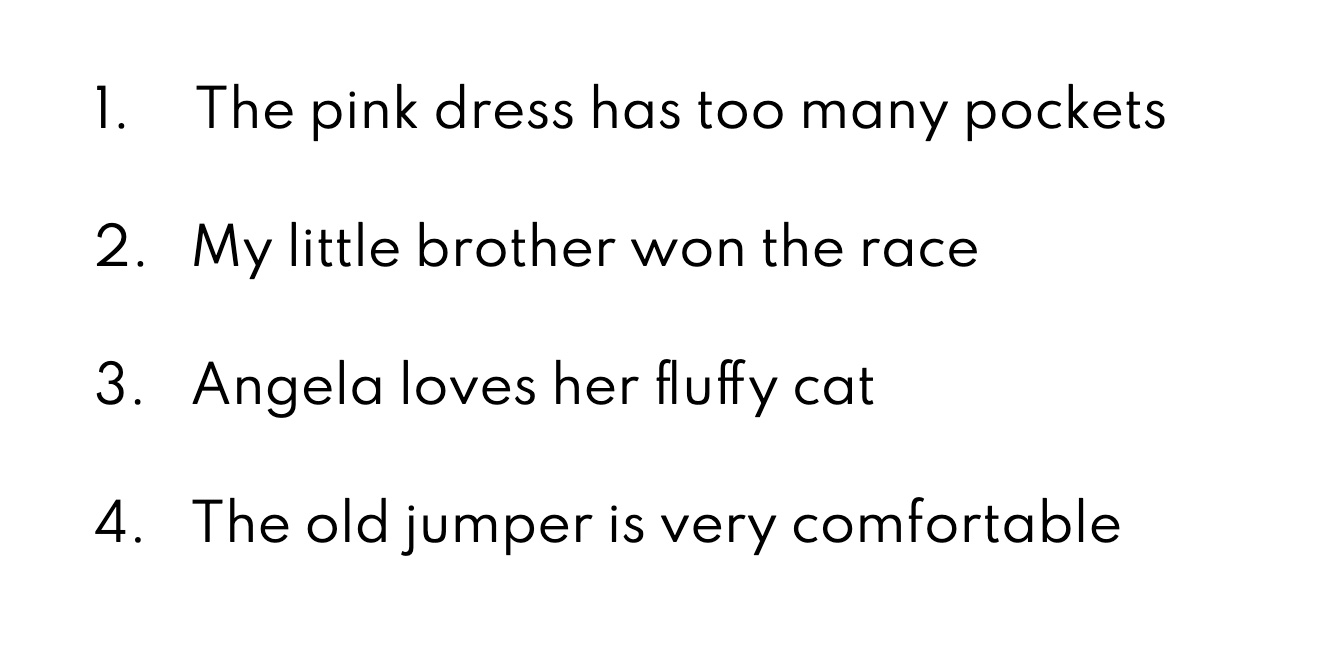 1. The pink dress has too many pockets
2. My little brother won the race
3. Angela loves her fluffy cat
4. The old jumper is very comfortable